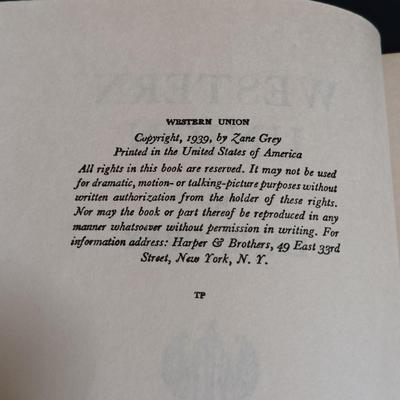 WESTERN UNION
Copyright, 1939, by Zane Grey
Printed in the United States of America
All rights in this book are reserved. It may not be used
for dramatic, motion- or talking-picture purposes without
written authorization from the holder of these rights.
Nor may the book or part thereof be reproduced in any
manner whatsoever without permission in writing. For
information address: Harper & Brothers, 49 East 33rd
Street, New York, N. Y.
TP